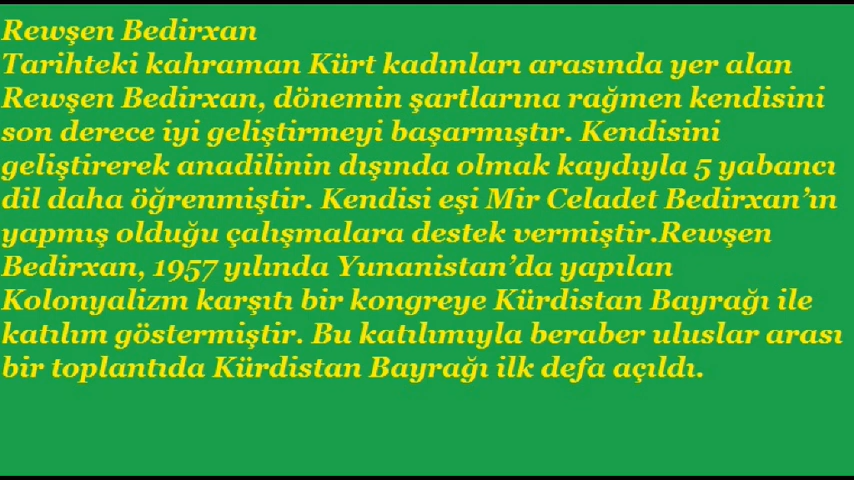 Rewşen Bedirxan
Tarihteki kahraman Kürt kadınları arasında yer alan
Rewşen Bedirxan, dönemin şartlarına rağmen kendisini
son derece iyi geliştirmeyi başarmıştır. Kendisini
geliştirerek anadilinin dışında olmak kaydıyla 5 yabancı
dil daha öğrenmiştir. Kendisi eşi Mir Celadet Bedirxan’ın
yapmış olduğu çalışmalara destek vermiştir.Rewşen
Bedirxan, 1957 yılında Yunanistan’da yapılan
Kolonyalizm karşıtı bir kongreye Kürdistan Bayrağı ile
katılım göstermiştir. Bu katılımıyla beraber uluslar arası
bir toplantıda Kürdistan Bayrağı ilk defa açıldı.